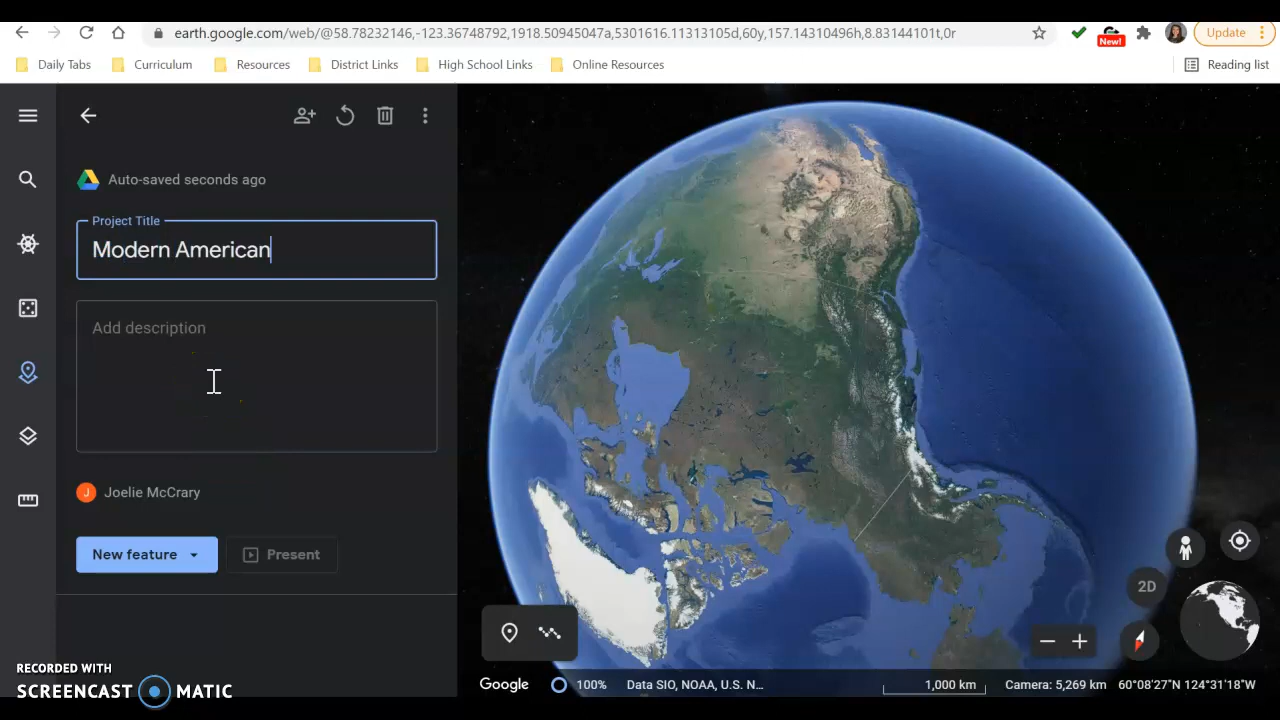 earth.google.com/web/@58.78232146,-123.36748792,1918.50945047a,5301616.11313105d,60y,157.14310496h,8.83144101t,0r
New!
Update
Daily Tabs
Curriculum
Resources
District Links
High School Links
Online Resources
Reading list
Auto-saved seconds ago
Project Title
Modern American
Add description
J
Joelie McCrary
New feature
Present
2D
RECORDED WITH
SCREENCAST MATIC
Google
100%
Data SIO, NOAA, U.S. N...
1,000 km
Camera: 5,269 km
60°08'27"N 124°31'18"W